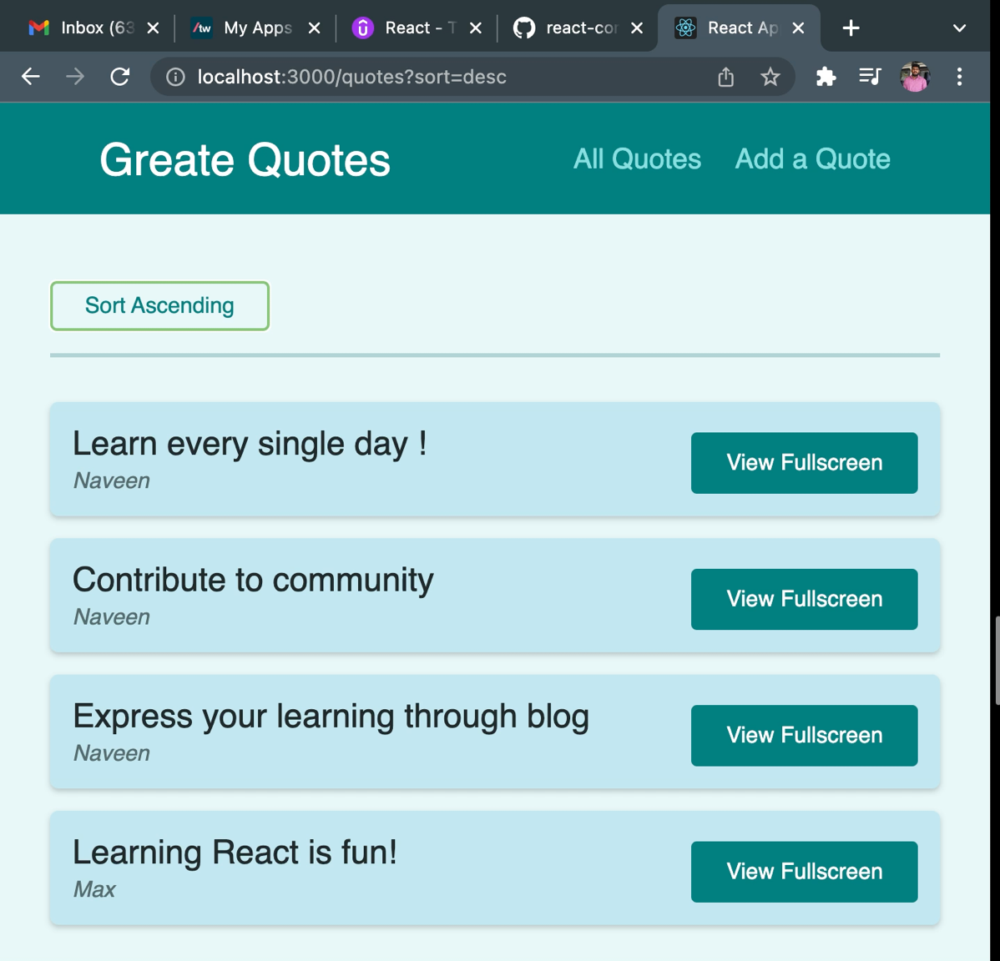 Inbox (63
/tw My Apps
React - T
react-cor
React Ap
localhost:3000/quotes?sort=desc
Greate Quotes
All Quotes
Add a Quote
Sort Ascending
Learn every single day !
Naveen
View Fullscreen
Contribute to community
Naveen
View Fullscreen
Express your learning through blog
Naveen
View Fullscreen
Learning React is fun!
Max
View Fullscreen